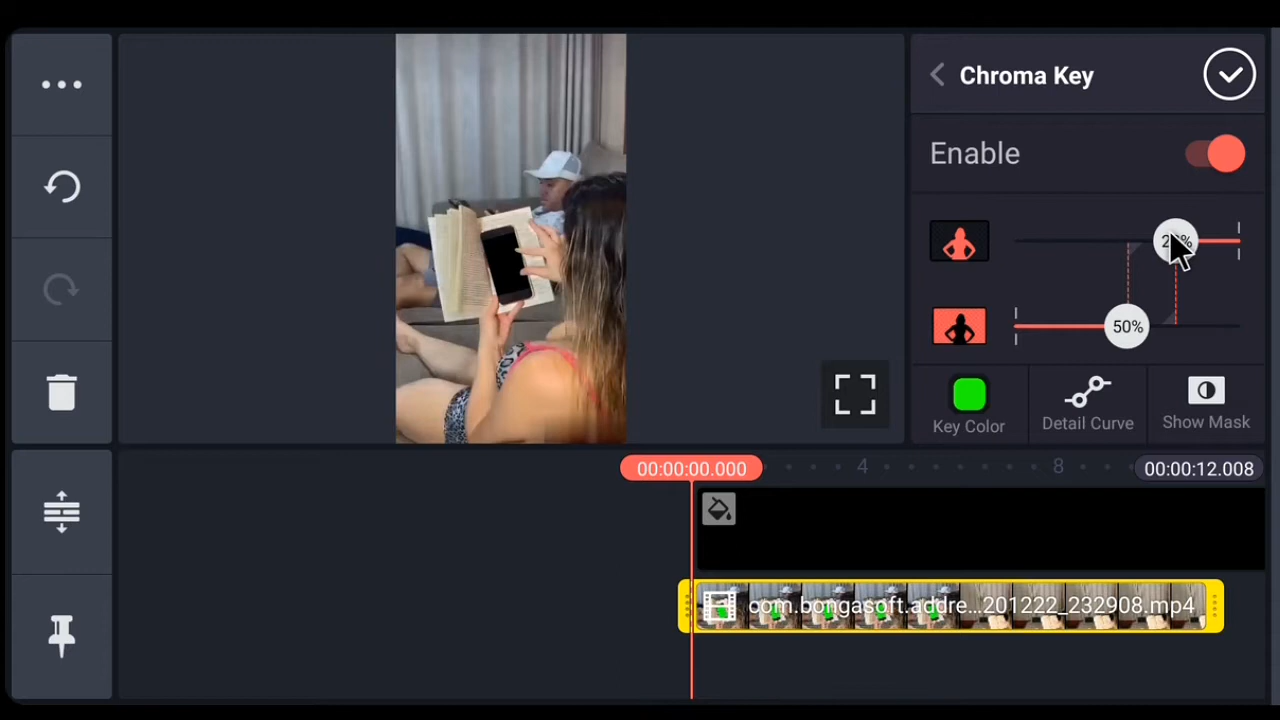 Chroma Key
Enable
50%
Key Color
Detail Curve
Show Mask
00:00:00.000
4
8
00:00:12.008
oom.bongasoft.addre...201222_232908.mp4